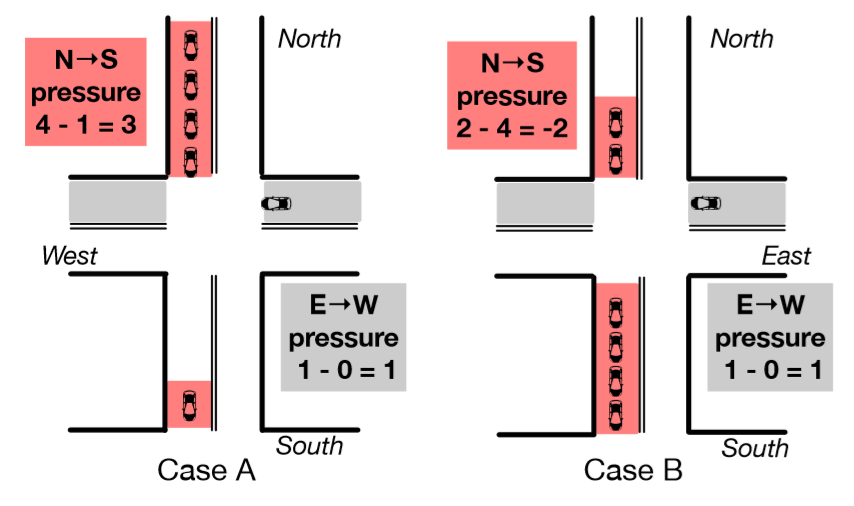 North
N→S
pressure
4 - 1 = 3
West
E→W
pressure
1 - 0 = 1
South
Case A
North
N→S
pressure
2 - 4 = -2
East
E→W
pressure
1 - 0 = 1
South
Case B